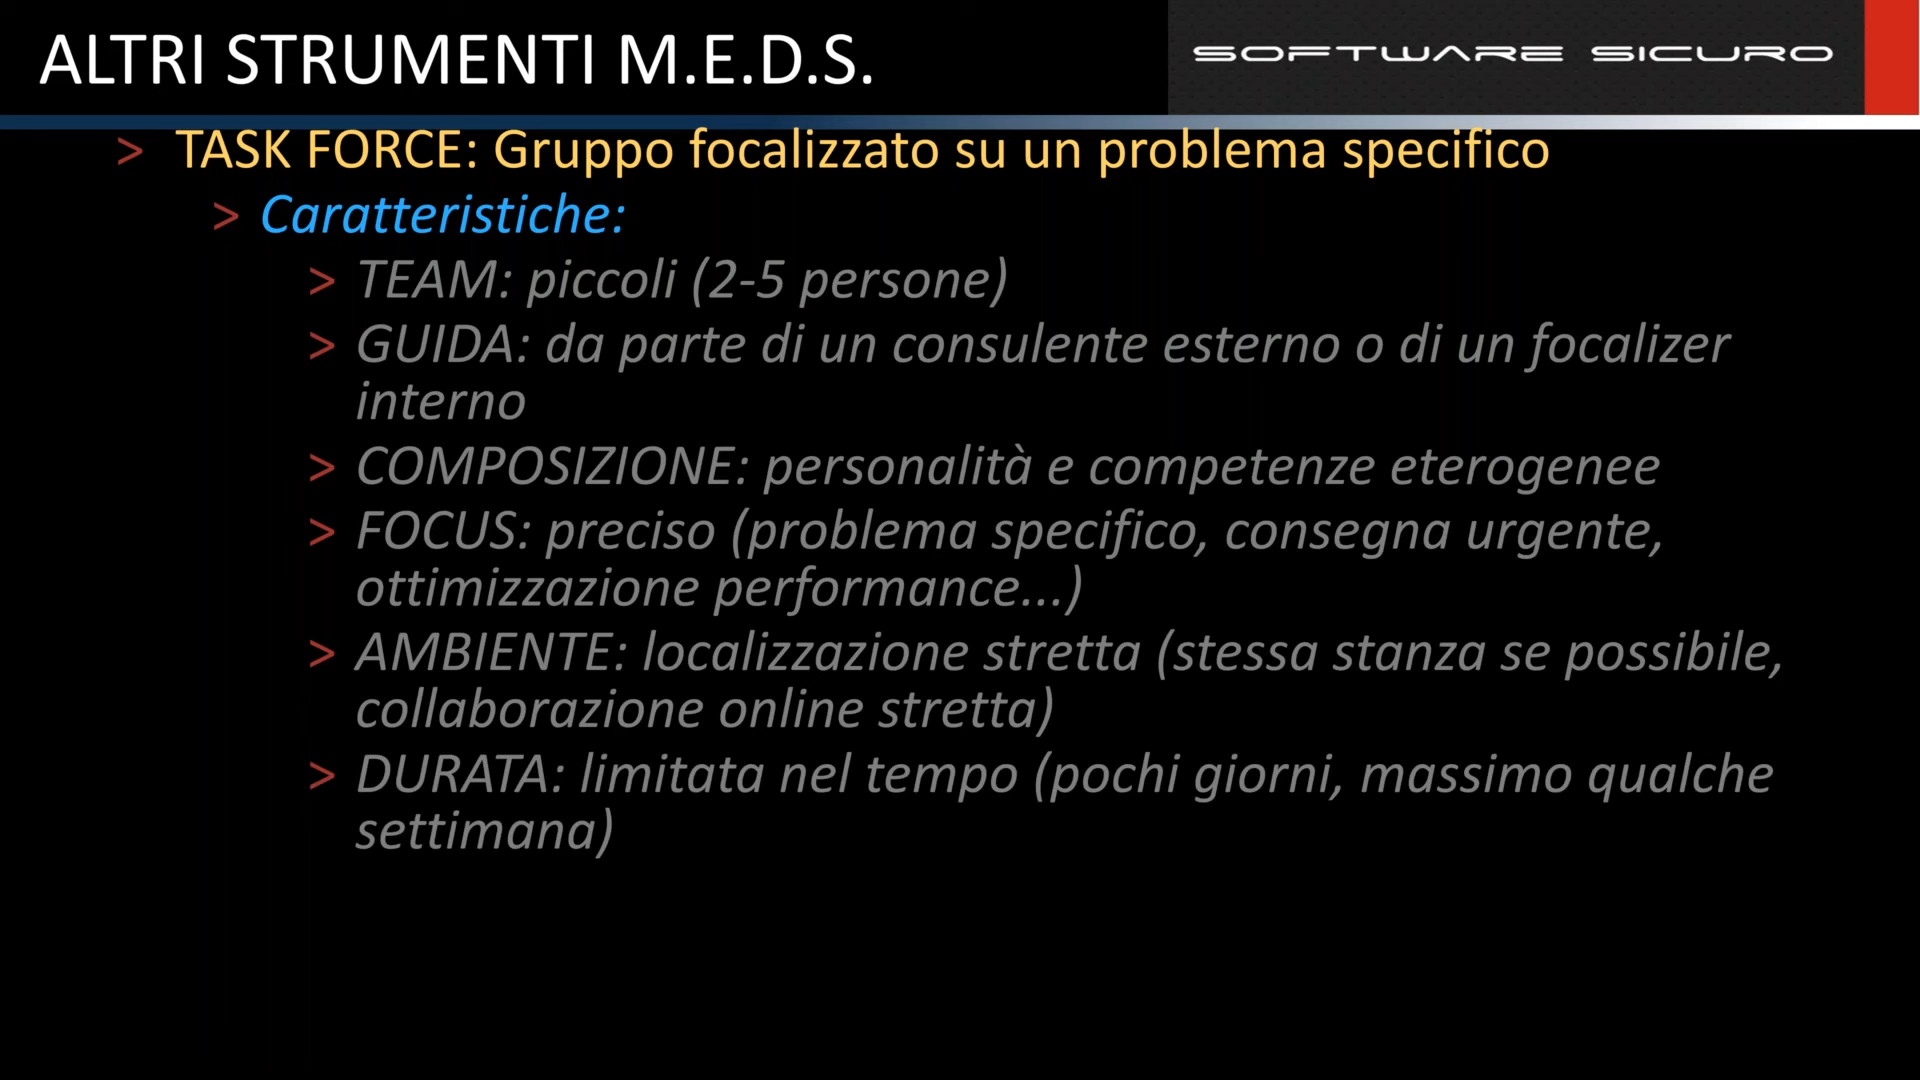 ALTRI STRUMENTI M.E.D.S.
SOFTWARE SICURO
> TASK FORCE: Gruppo focalizzato su un problema specifico
> Caratteristiche:
> TEAM: piccoli (2-5 persone)
> GUIDA: da parte di un consulente esterno o di un focalizer
interno
> COMPOSIZIONE: personalità e competenze eterogenee
> FOCUS: preciso (problema specifico, consegna urgente,
ottimizzazione performance...)
> AMBIENTE: localizzazione stretta (stessa stanza se possibile,
collaborazione online stretta)
> DURATA: limitata nel tempo (pochi giorni, massimo qualche
settimana)